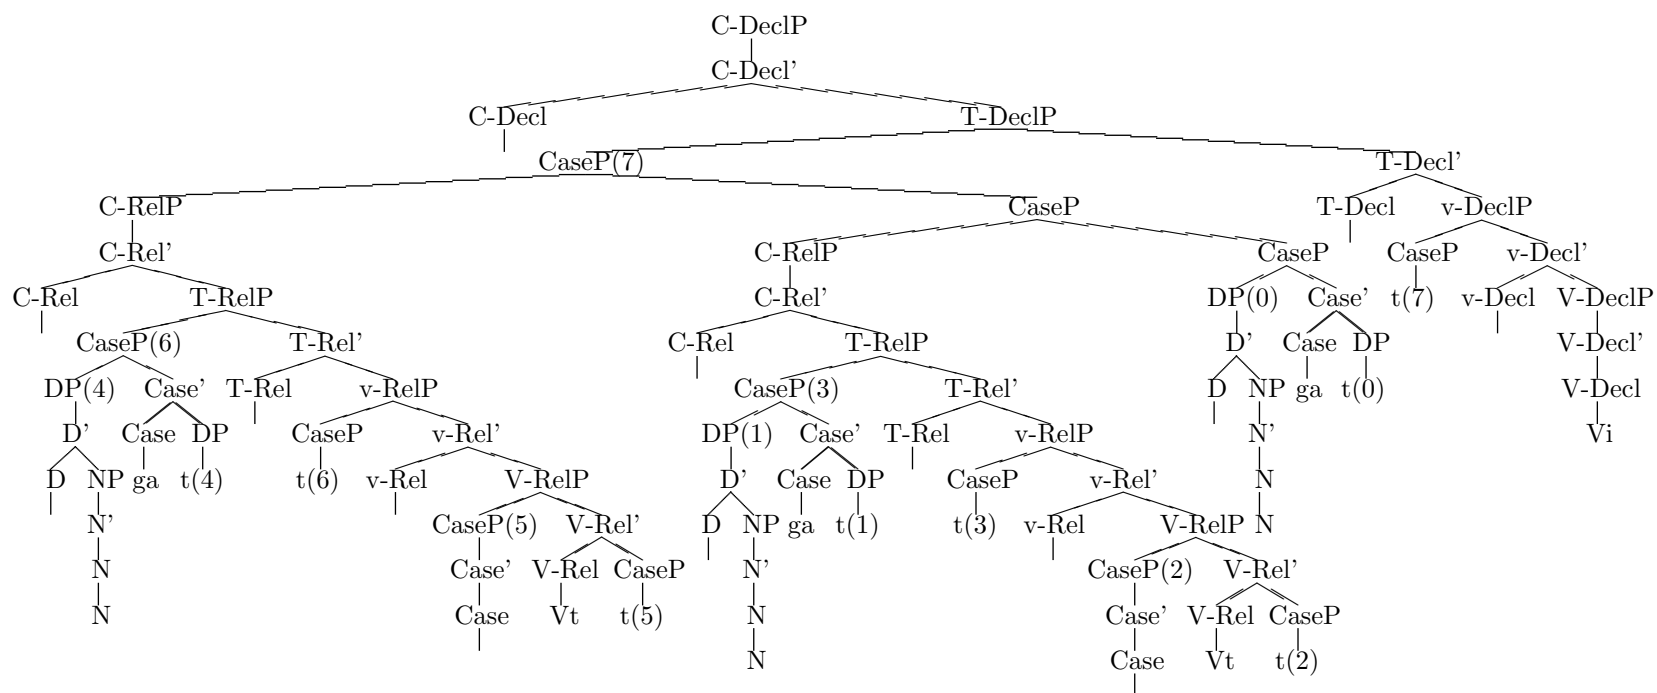 C-DeclP
C-Decl'
C-Decl T-DeclP
CaseP(7) T-Decl'
C-RelP CaseP T-Decl v-DeclP
C-Rel' C-RelP CaseP CaseP v-Decl'
C-Rel T-RelP C-Rel' DP(0) Case' t(7) v-Decl V-DeclP
CaseP(6) T-Rel' C-Rel T-RelP D' Case DP V-Decl'
DP(4) Case' T-Rel v-RelP CaseP(3) T-Rel' D NP ga t(0) V-Decl
D' Case DP CaseP v-Rel' DP(1) Case' T-Rel v-RelP N' Vi
D NP ga t(4) t(6) v-Rel V-RelP D' Case DP CaseP v-Rel' N
N' CaseP(5) V-Rel' D NP ga t(1) t(3) v-Rel V-RelP N
N Case' V-Rel CaseP N' CaseP(2) V-Rel'
N Case Vt t(5) N Case' V-Rel CaseP
N Case Vt t(2)